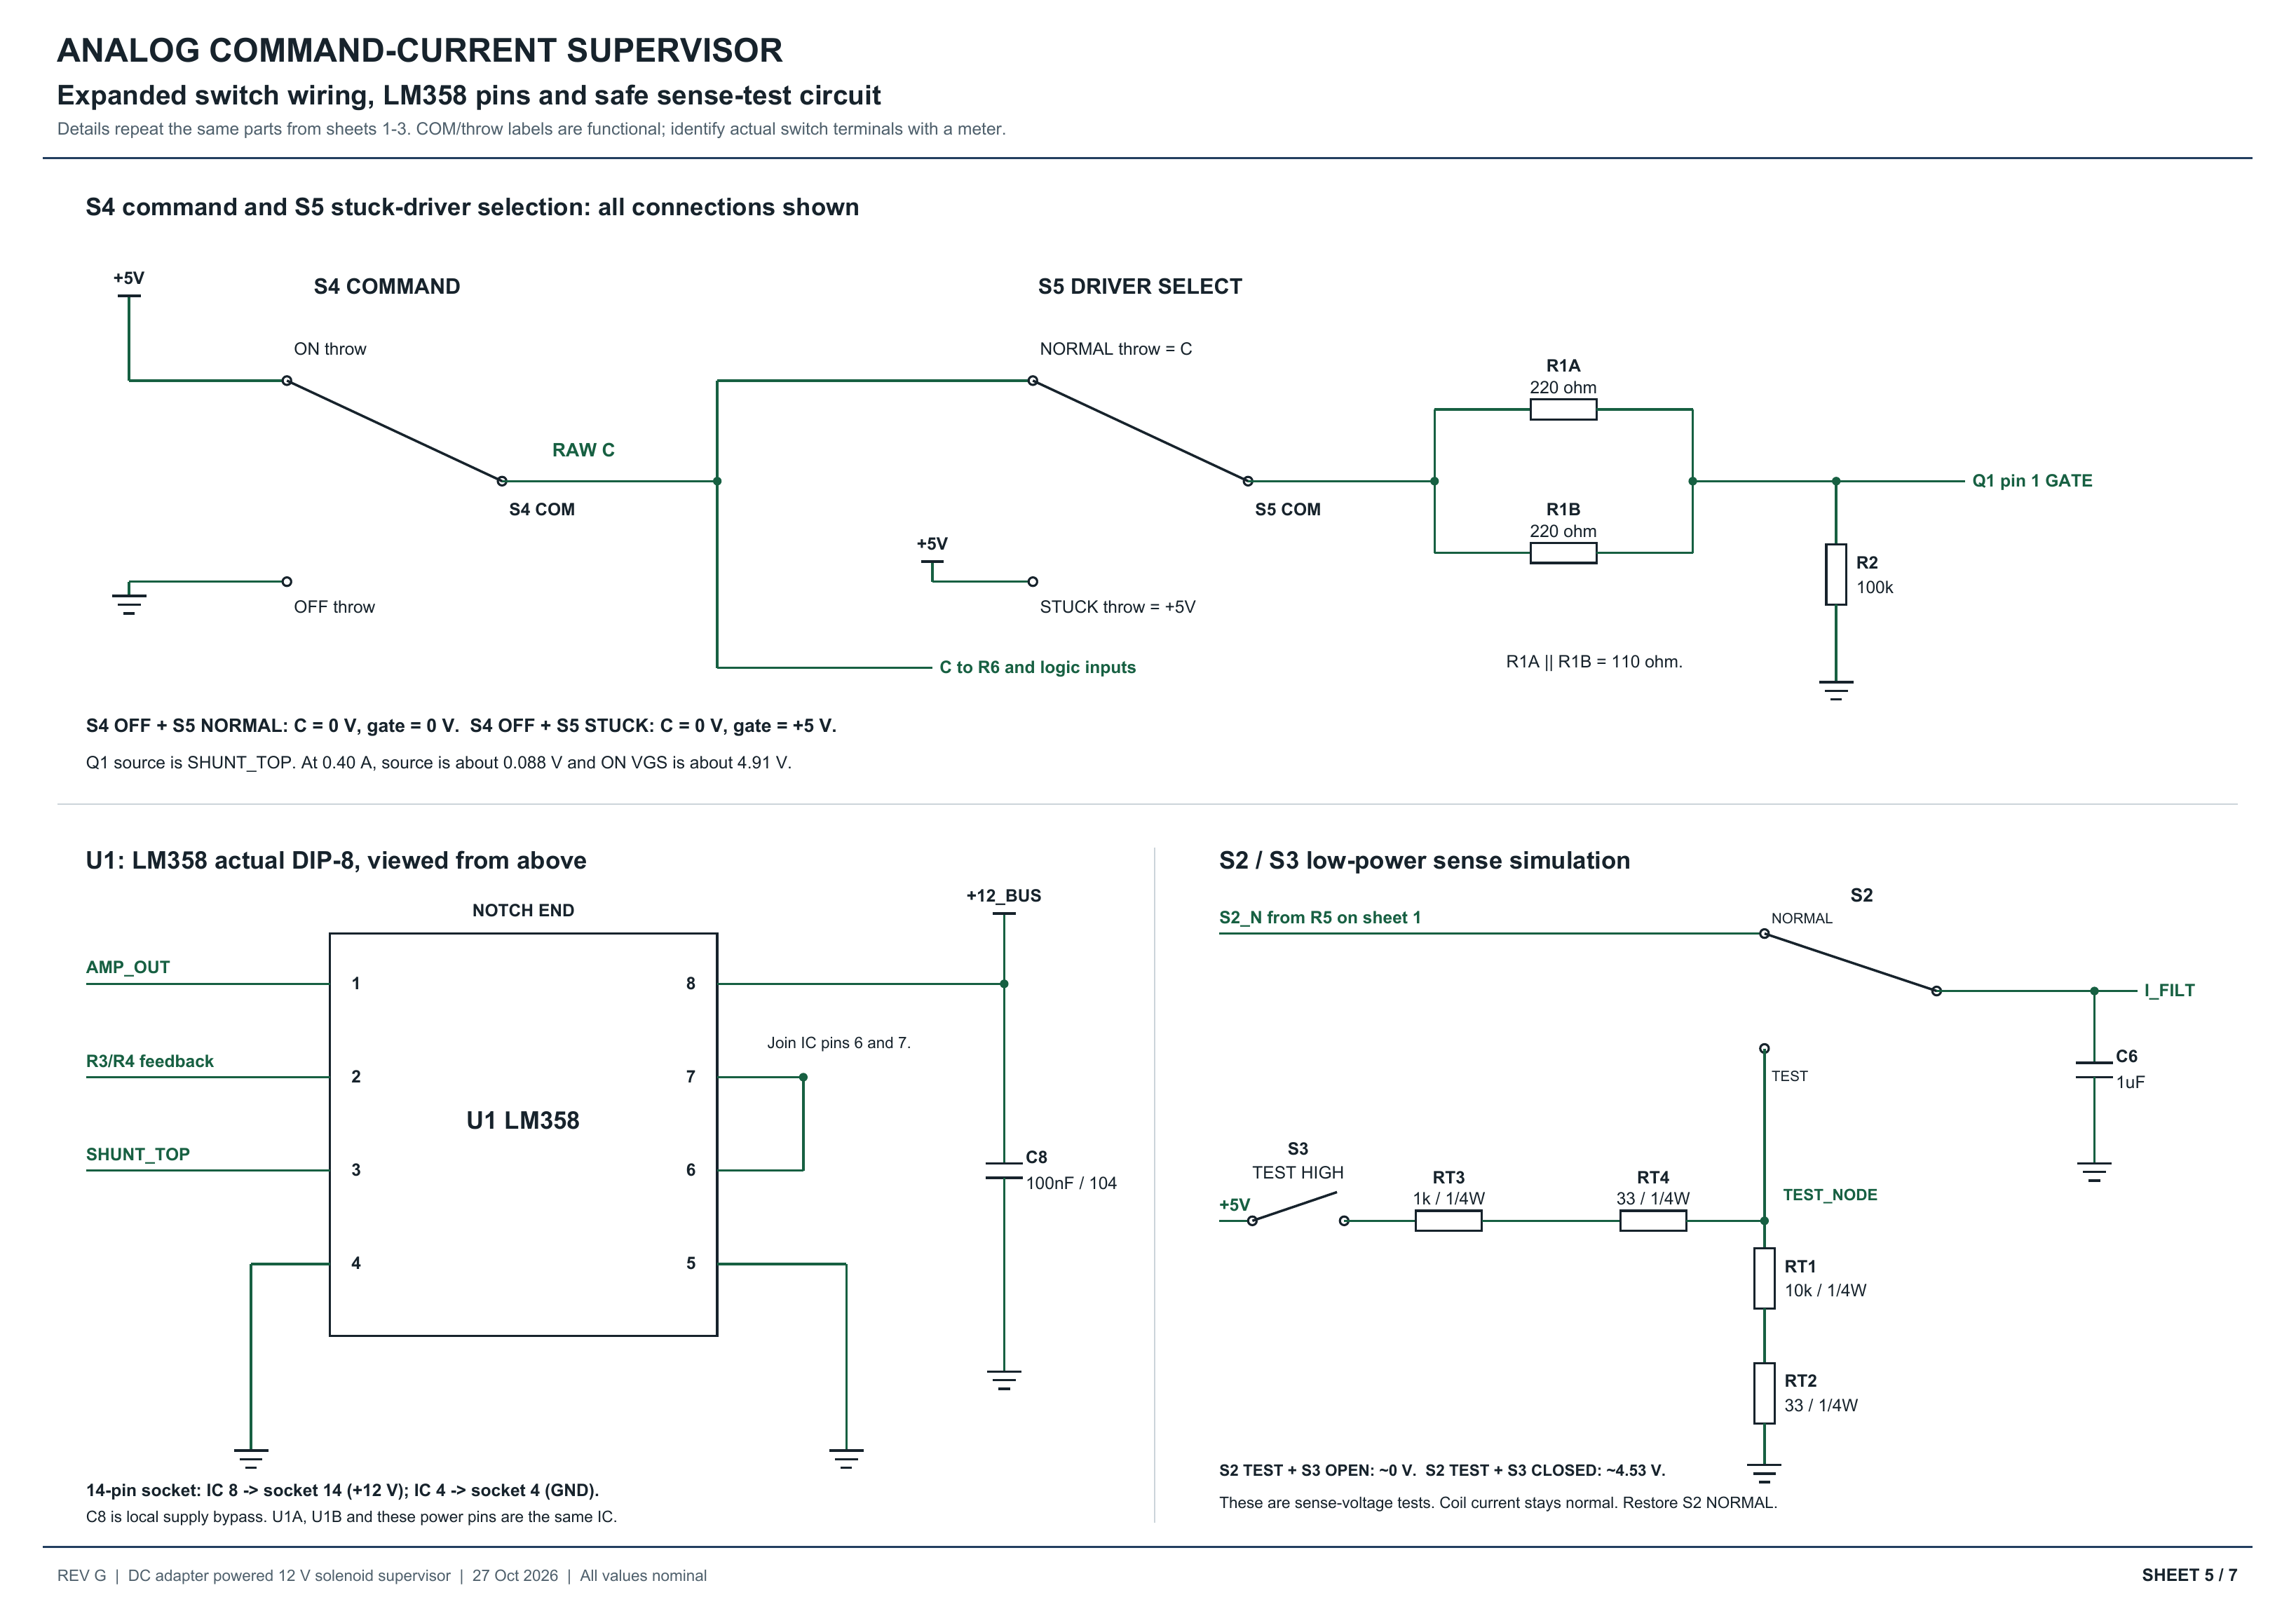 ANALOG COMMAND-CURRENT SUPERVISOR
Expanded switch wiring, LM358 pins and safe sense-test circuit
Details repeat the same parts from sheets 1-3. COM/throw labels are functional; identify actual switch terminals with a meter.
S4 command and S5 stuck-driver selection: all connections shown
+5V
S4 COMMAND
S5 DRIVER SELECT
ON throw
NORMAL throw = C
R1A
220 ohm
RAW C
S4 COM
S5 COM
Q1 pin 1 GATE
R1B
220 ohm
+5V
R2
100k
OFF throw
STUCK throw = +5V
C to R6 and logic inputs
R1A || R1B = 110 ohm.
S4 OFF + S5 NORMAL: C = 0 V, gate = 0 V.  S4 OFF + S5 STUCK: C = 0 V, gate = +5 V.
Q1 source is SHUNT_TOP. At 0.40 A, source is about 0.088 V and ON VGS is about 4.91 V.
U1: LM358 actual DIP-8, viewed from above
NOTCH END
+12_BUS
AMP_OUT
1
8
Join IC pins 6 and 7.
R3/R4 feedback
2
7
U1 LM358
SHUNT_TOP
3
6
C8
100nF / 104
4
5
14-pin socket: IC 8 -> socket 14 (+12 V); IC 4 -> socket 4 (GND).
C8 is local supply bypass. U1A, U1B and these power pins are the same IC.
S2 / S3 low-power sense simulation
S2
S2_N from R5 on sheet 1
NORMAL
I_FILT
C6
1uF
TEST
S3
TEST HIGH
+5V
RT3
1k / 1/4W
RT4
33 / 1/4W
TEST_NODE
RT1
10k / 1/4W
RT2
33 / 1/4W
S2 TEST + S3 OPEN: ~0 V.  S2 TEST + S3 CLOSED: ~4.53 V.
These are sense-voltage tests. Coil current stays normal. Restore S2 NORMAL.
REV G  |  DC adapter powered 12 V solenoid supervisor  |  27 Oct 2026  |  All values nominal
SHEET 5 / 7